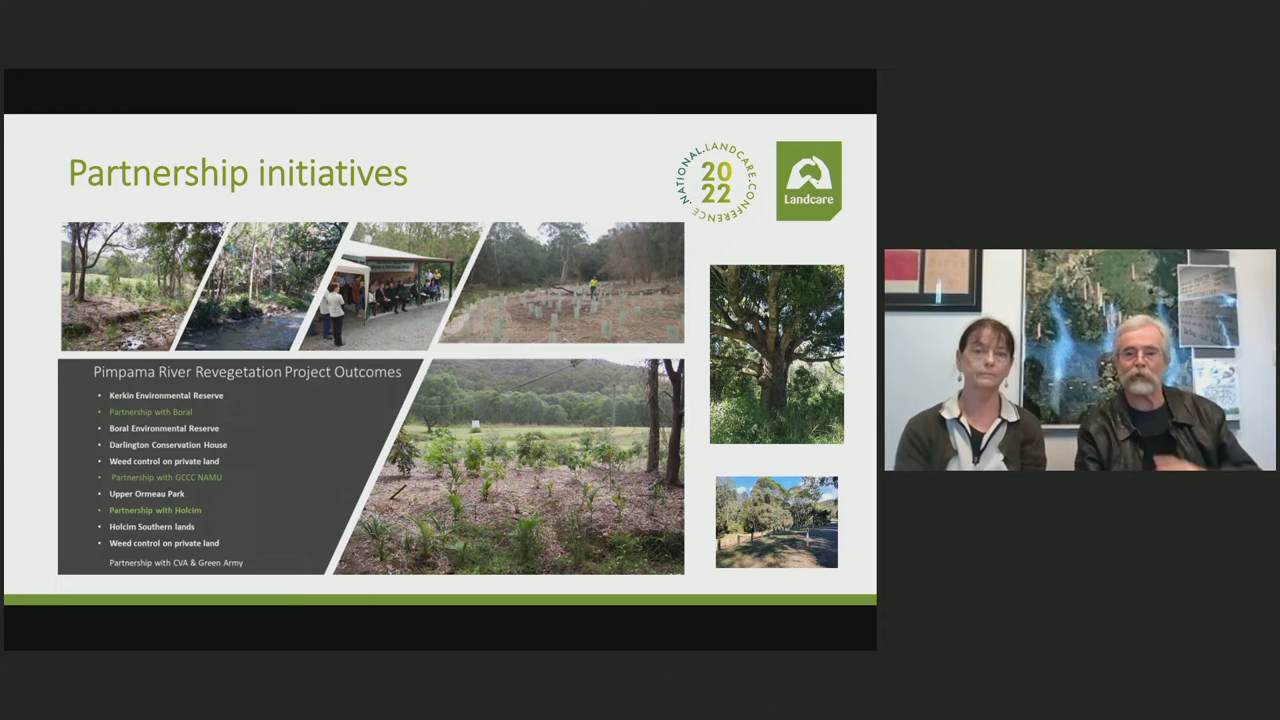 Partnership initiatives
NATIONAL.LANDCARE.CONFERENCE.
20
22
Landcare
Pimpama River Revegetation Project Outcomes
• Kerkin Environmental Reserve
• Partnership with Boral
• Boral Environmental Reserve
• Darlington Conservation House
• Weed control on private land
• Partnership with GCCC NAMU
• Upper Ormeau Park
• Partnership with Holcim
• Holcim Southern lands
• Weed control on private land
Partnership with CVA & Green Army